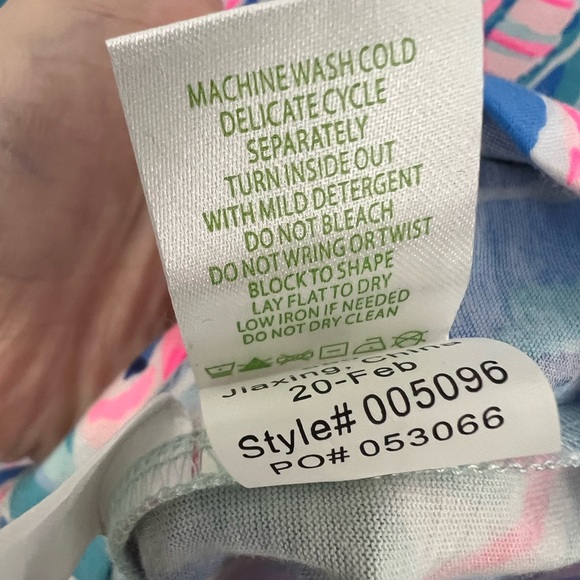 MACHINE WASH COLD
DELICATE CYCLE
SEPARATELY
TURN INSIDE OUT
WITH MILD DETERGENT
DO NOT BLEACH
DO NOT WRING OR TWIST
BLOCK TO SHAPE
LAY FLAT TO DRY
LOW IRON IF NEEDED
DO NOT DRY CLEAN
Jiaxing, China
20-Feb
Style# 005096
PO# 053066